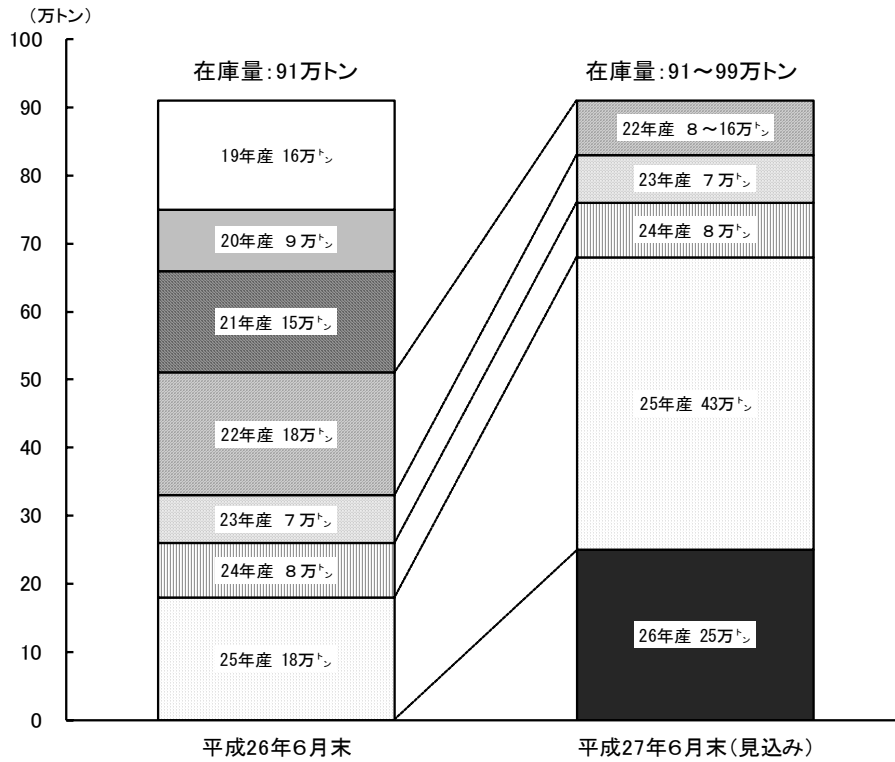 (万トン)
100
90
80
70
60
50
40
30
20
10
0
在庫量:91万トン
19年産 16万㌧
20年産 9万㌧
21年産 15万㌧
22年産 18万㌧
23年産 7万㌧
24年産 8万㌧
25年産 18万㌧
平成26年6月末
在庫量:91~99万トン
22年産 8~16万㌧
23年産 7万㌧
24年産 8万㌧
25年産 43万㌧
26年産 25万㌧
平成27年6月末(見込み)